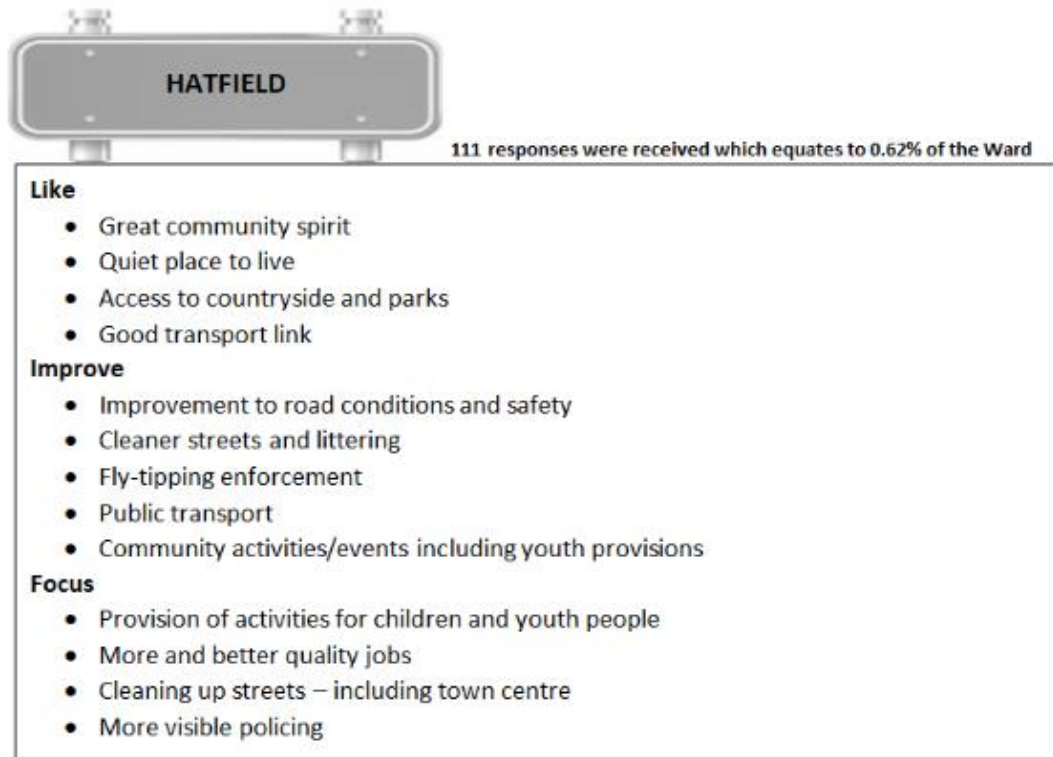 HATFIELD
111 responses were received which equates to 0.62% of the Ward
Like
• Great community spirit
• Quiet place to live
• Access to countryside and parks
• Good transport link
Improve
• Improvement to road conditions and safety
• Cleaner streets and littering
• Fly-tipping enforcement
• Public transport
• Community activities/events including youth provisions
Focus
• Provision of activities for children and youth people
• More and better quality jobs
• Cleaning up streets – including town centre
• More visible policing